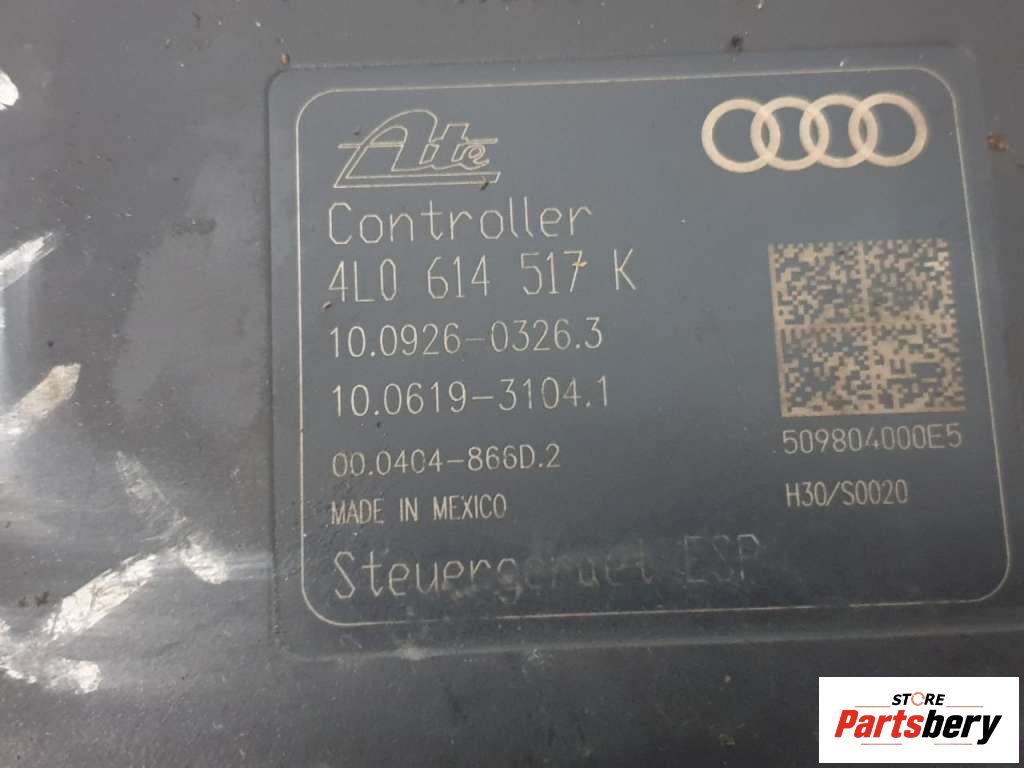 Ate
Controller
4L0 614 517 K
10.0926-0326.3
10.0619-3104.1
00.0404-866D.2
MADE IN MEXICO
509804000E5
H30/S0020
Steuergeraet ESP
STORE
Partsbery